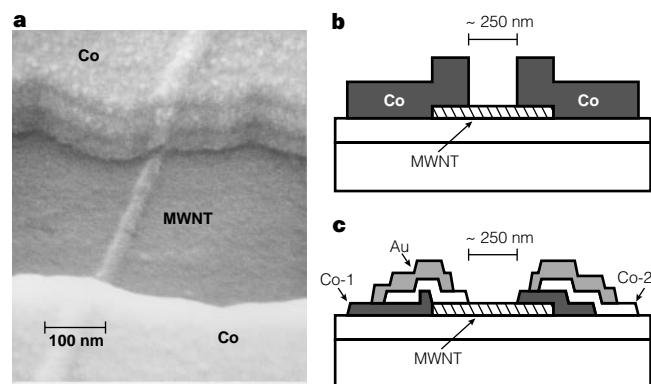 a
Co
MWNT
Co
100 nm
b
~ 250 nm
Co
Co
MWNT
c
~ 250 nm
Au
Co-1
Co-2
MWNT